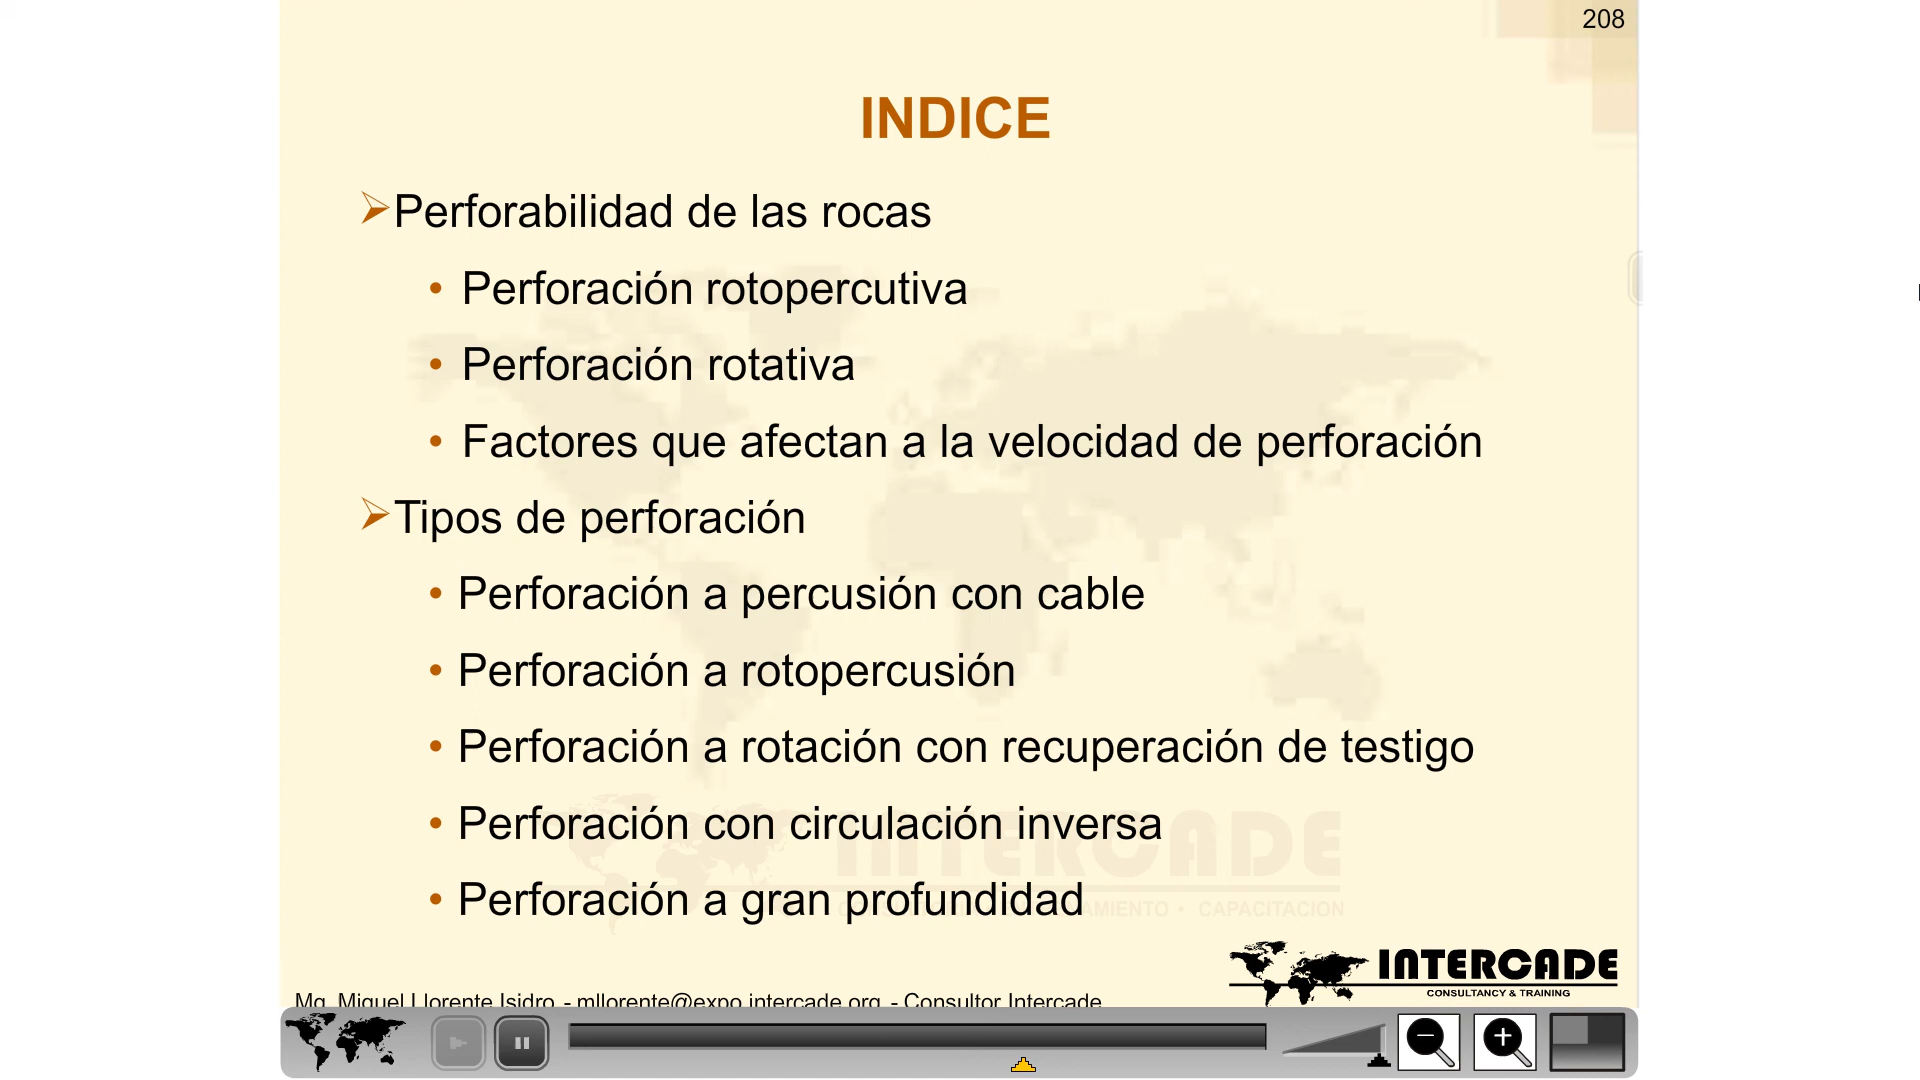 208
INDICE
Perforabilidad de las rocas
Perforación rotopercutiva
Perforación rotativa
Factores que afectan a la velocidad de perforación
Tipos de perforación
Perforación a percusión con cable
Perforación a rotopercusión
Perforación a rotación con recuperación de testigo
Perforación con circulación inversa
Perforación a gran profundidad
INTERCADE
CAPACITACION
INTERCADE
CONSULTANCY & TRAINING
Mg. Miguel Llorente Isidro - mllorente@expo.intercade.org - Consultor Intercade